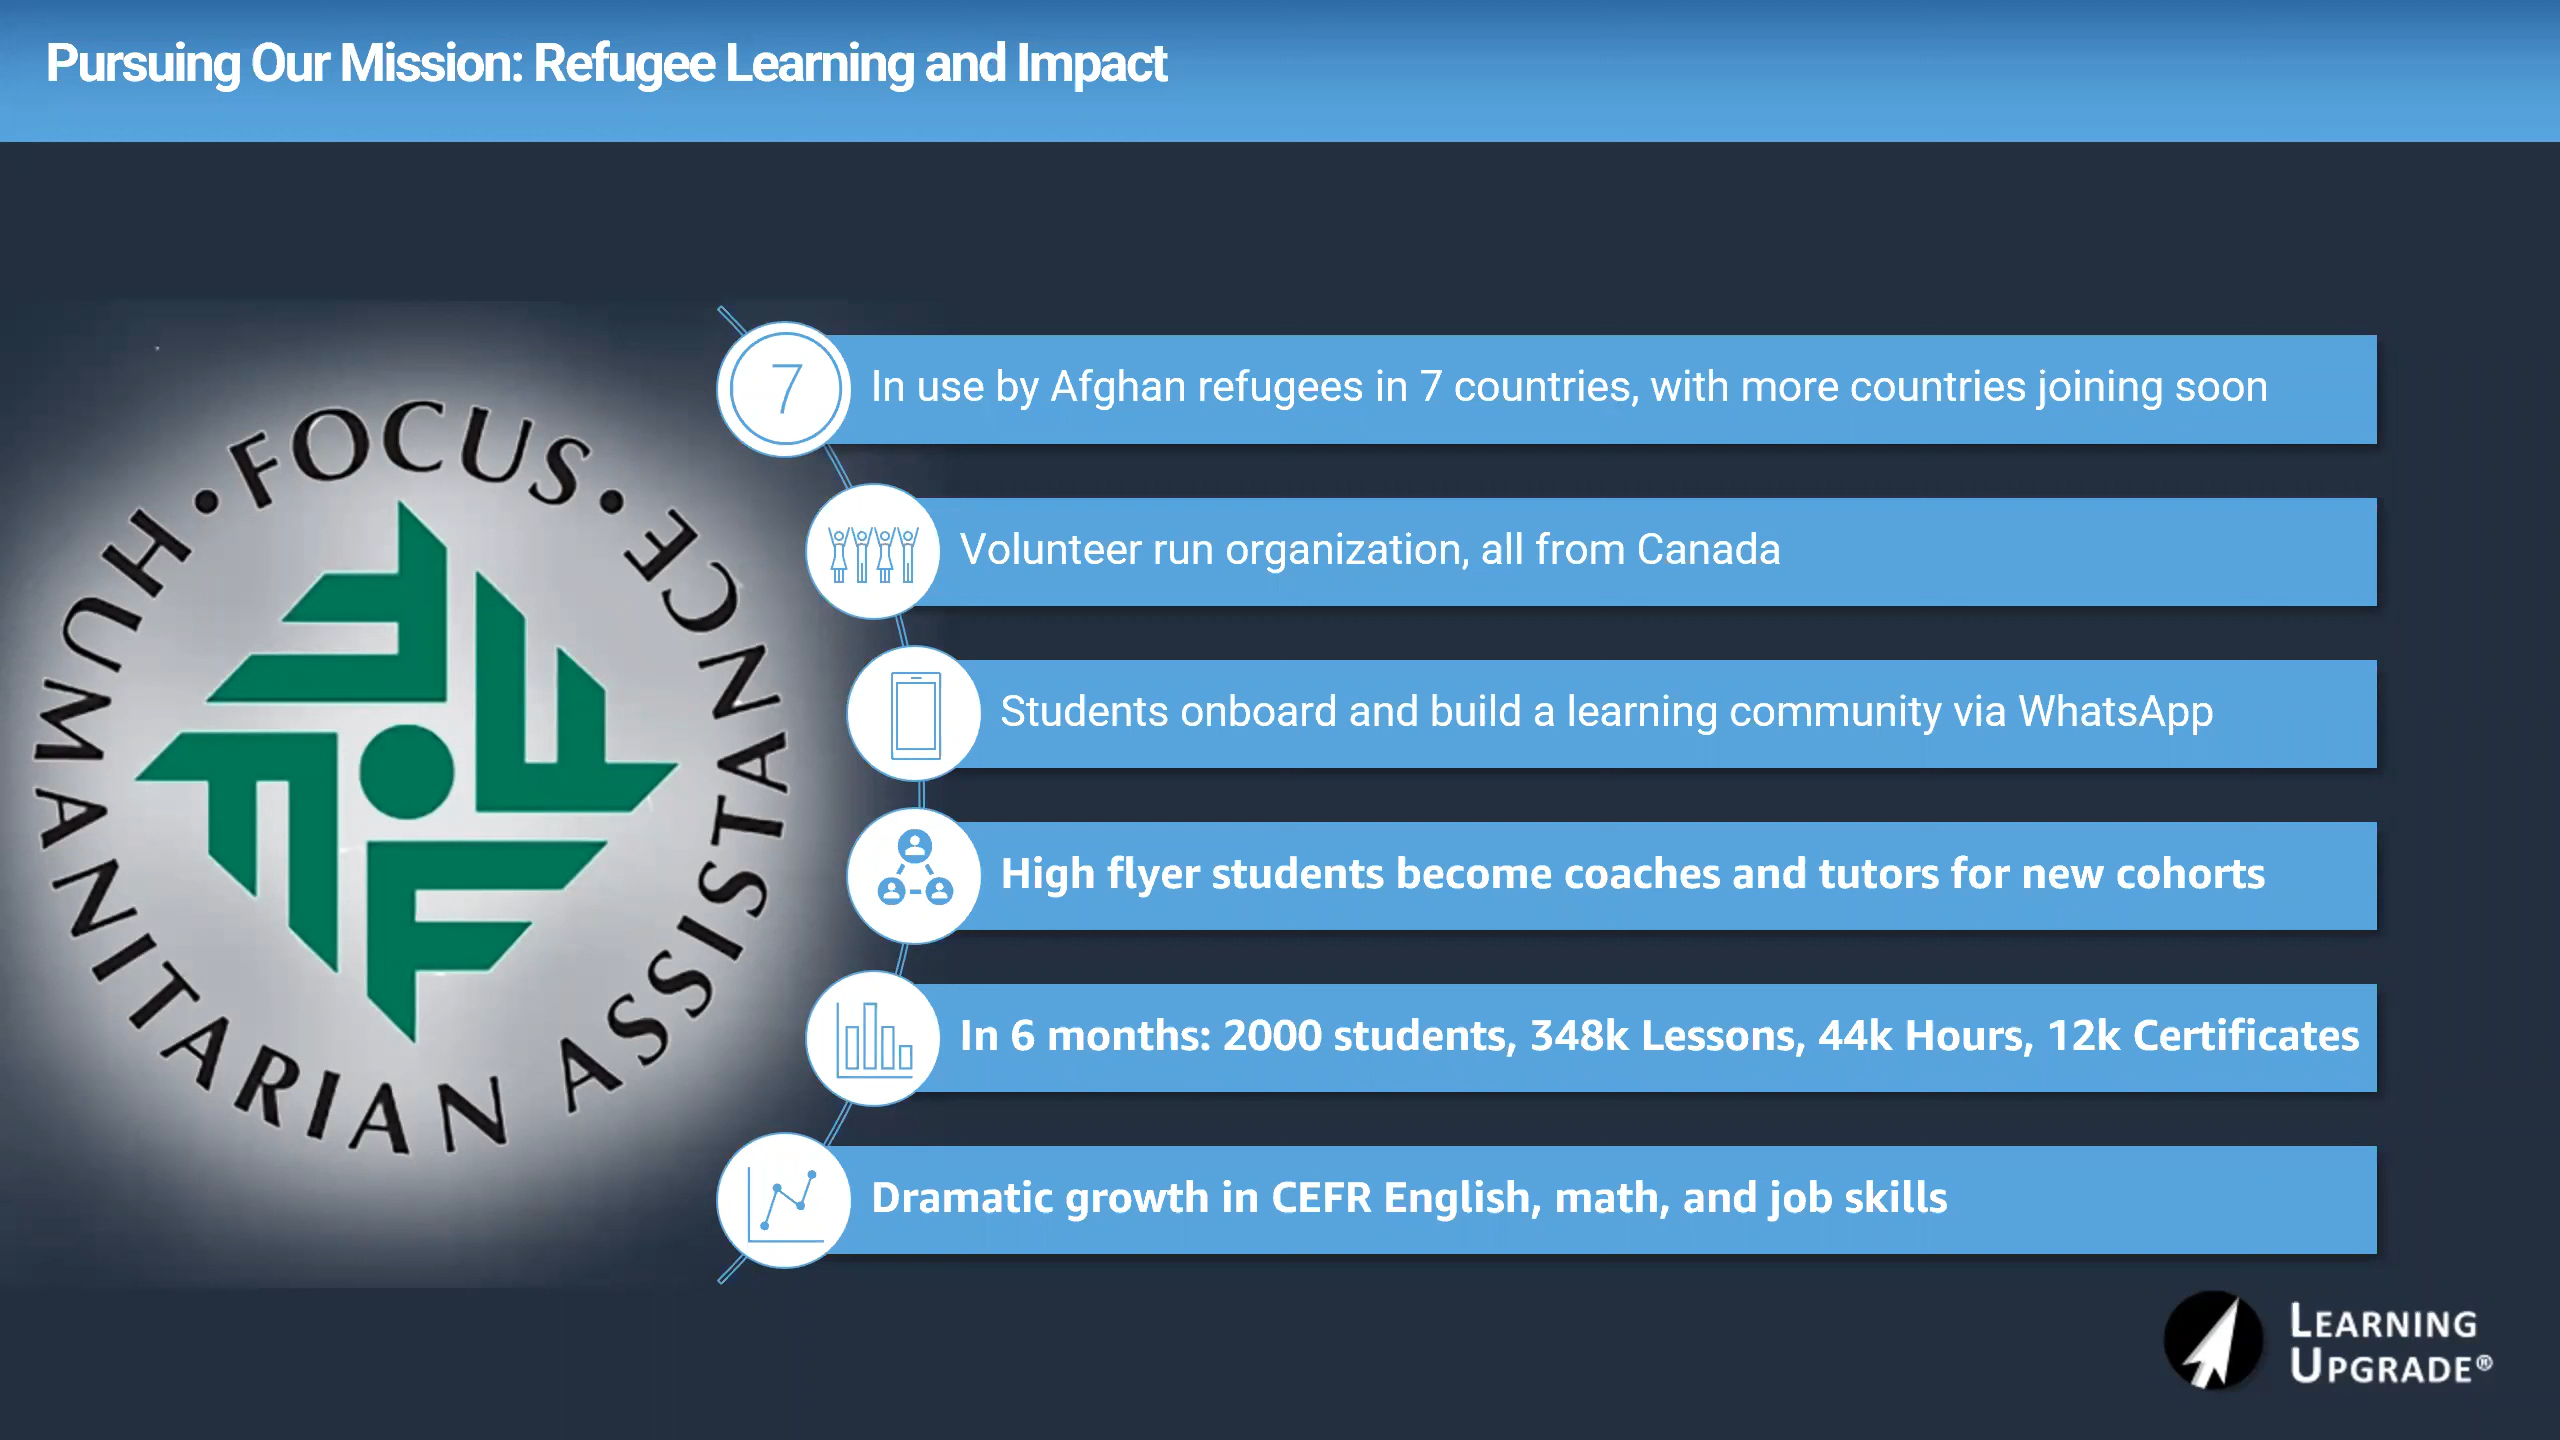 Pursuing Our Mission: Refugee Learning and Impact
FOCUS • HUMANITARIAN ASSISTANCE •
7
In use by Afghan refugees in 7 countries, with more countries joining soon
Volunteer run organization, all from Canada
Students onboard and build a learning community via WhatsApp
High flyer students become coaches and tutors for new cohorts
In 6 months: 2000 students, 348k Lessons, 44k Hours, 12k Certificates
Dramatic growth in CEFR English, math, and job skills
LEARNING
UPGRADE®